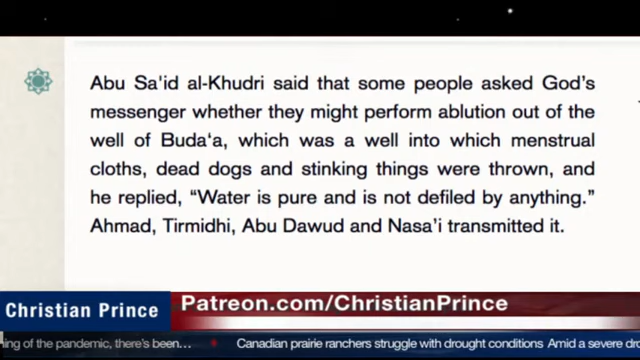 Abu Sa'id al-Khudri said that some people asked God's
messenger whether they might perform ablution out of the
well of Buda‘a, which was a well into which menstrual
cloths, dead dogs and stinking things were thrown, and
he replied, “Water is pure and is not defiled by anything.”
Ahmad, Tirmidhi, Abu Dawud and Nasa'i transmitted it.
Christian Prince
Patreon.com/ChristianPrince
of the pandemic, there's been... Canadian prairie ranchers struggle with drought conditions Amid a severe